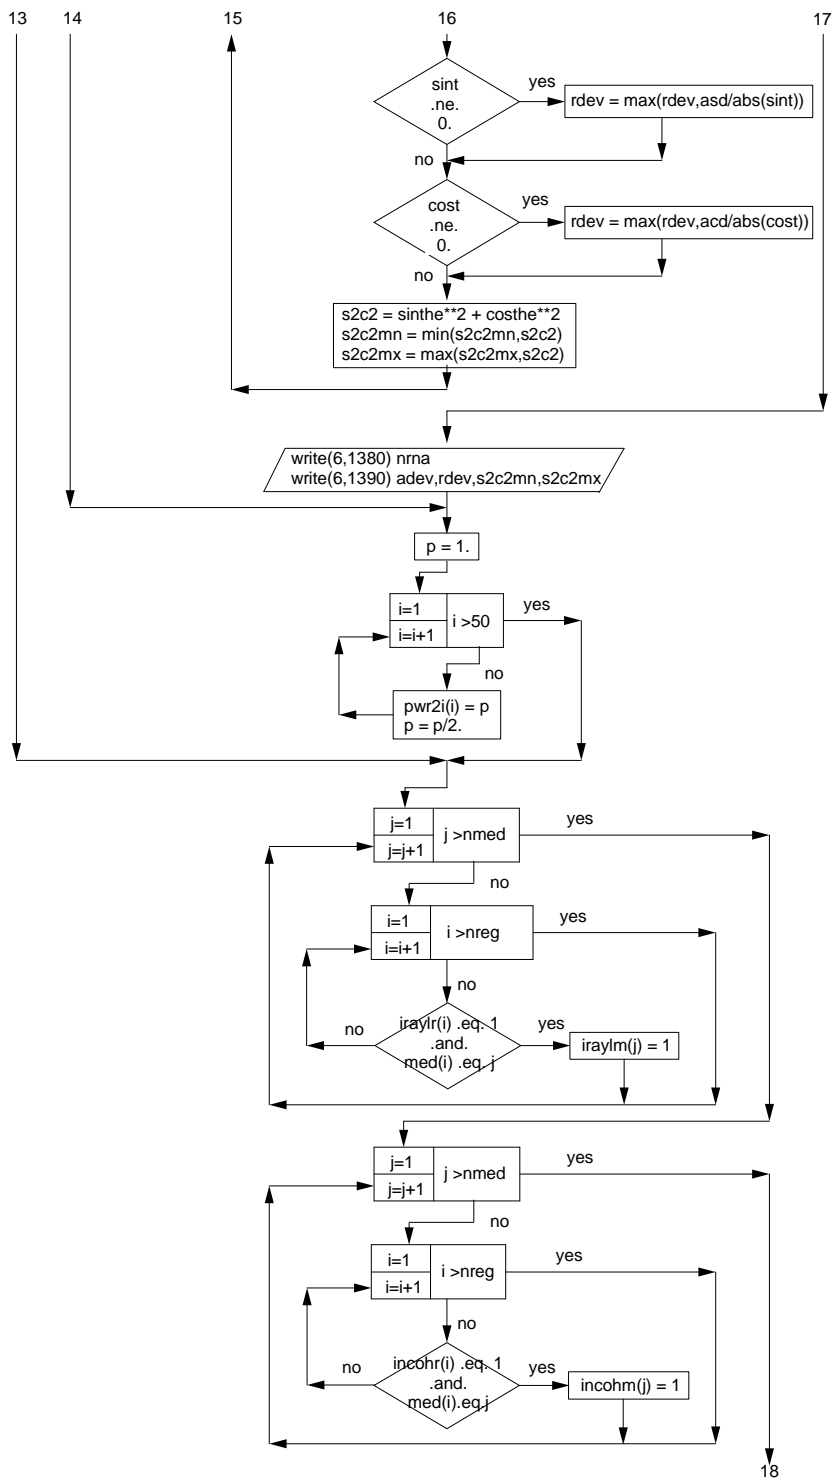 13 14 15 16 17
sint
.ne.
0.
yes
rdev = max(rdev,asd/abs(sint))
no
cost
.ne.
0.
yes
rdev = max(rdev,acd/abs(cost))
no
s2c2 = sinthe**2 + costhe**2
s2c2mn = min(s2c2mn,s2c2)
s2c2mx = max(s2c2mx,s2c2)
write(6,1380) nrna
write(6,1390) adev,rdev,s2c2mn,s2c2mx
p = 1.
i=1
i=i+1
i >50
yes
no
pwr2i(i) = p
p = p/2.
j=1
j=j+1
j >nmed
yes
no
i=1
i=i+1
i >nreg
yes
no
iraylr(i) .eq. 1
.and.
med(i) .eq. j
no
yes
iraylm(j) = 1
j=1
j=j+1
j >nmed
yes
no
i=1
i=i+1
i >nreg
yes
no
incohr(i) .eq. 1
.and.
med(i).eq.j
no
yes
incohm(j) = 1
18